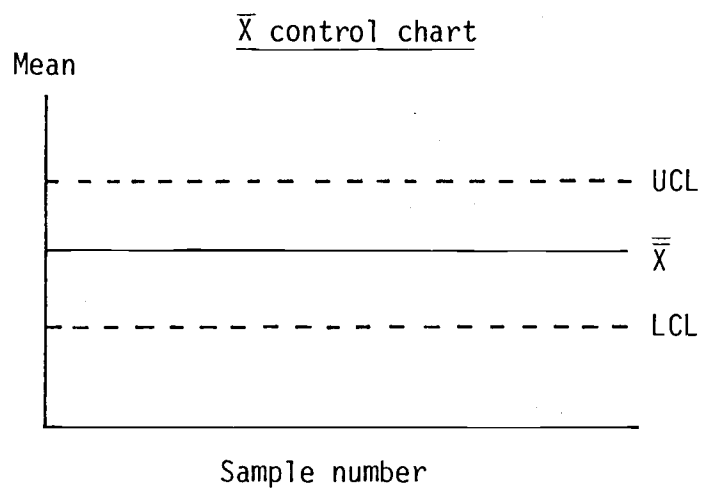 X̅ control chart
Mean
UCL
X̿
LCL
Sample number